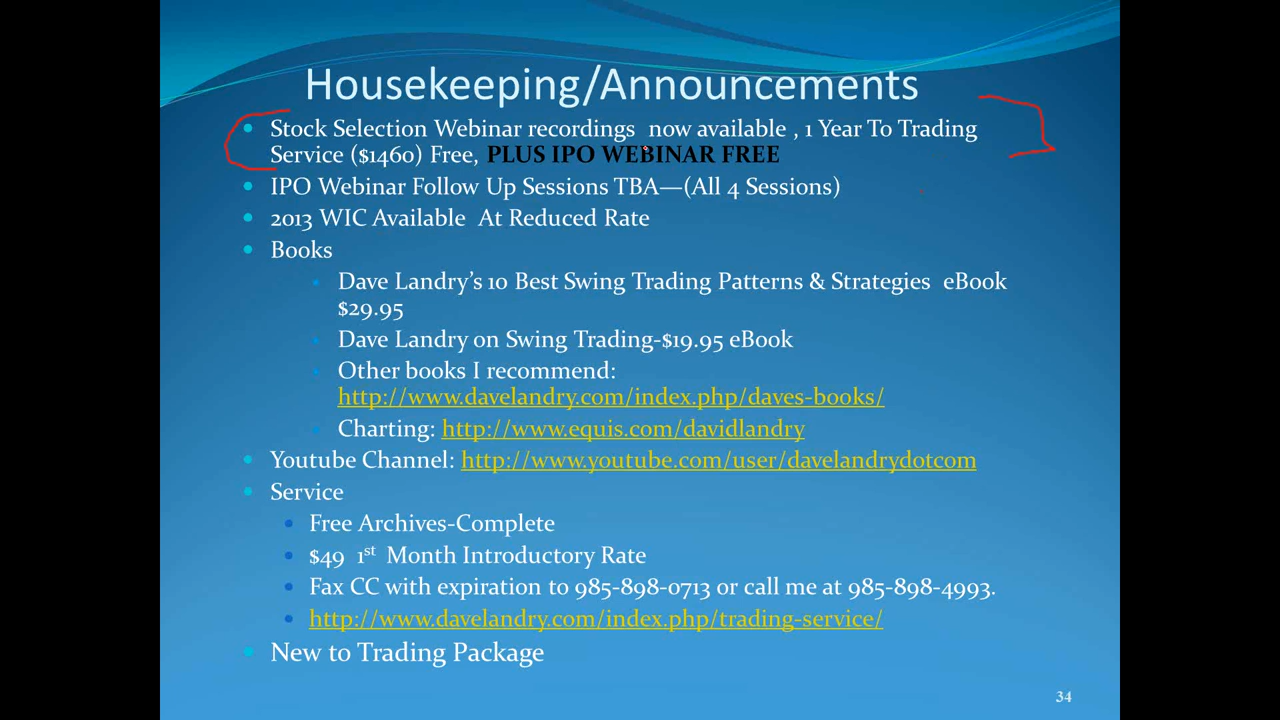 Housekeeping/Announcements
Stock Selection Webinar recordings now available , 1 Year To Trading
Service ($1460) Free, PLUS IPO WEBINAR FREE
IPO Webinar Follow Up Sessions TBA—(All 4 Sessions)
2013 WIC Available At Reduced Rate
Books
Dave Landry’s 10 Best Swing Trading Patterns & Strategies eBook
$29.95
Dave Landry on Swing Trading-$19.95 eBook
Other books I recommend:
http://www.davelandry.com/index.php/daves-books/
Charting: http://www.equis.com/davidlandry
Youtube Channel: http://www.youtube.com/user/davelandrydotcom
Service
Free Archives-Complete
$49 1st Month Introductory Rate
Fax CC with expiration to 985-898-0713 or call me at 985-898-4993.
http://www.davelandry.com/index.php/trading-service/
New to Trading Package
34